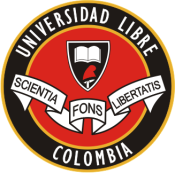 UNIVERSIDAD LIBRE
SCIENTIA FONS LIBERTATIS
COLOMBIA